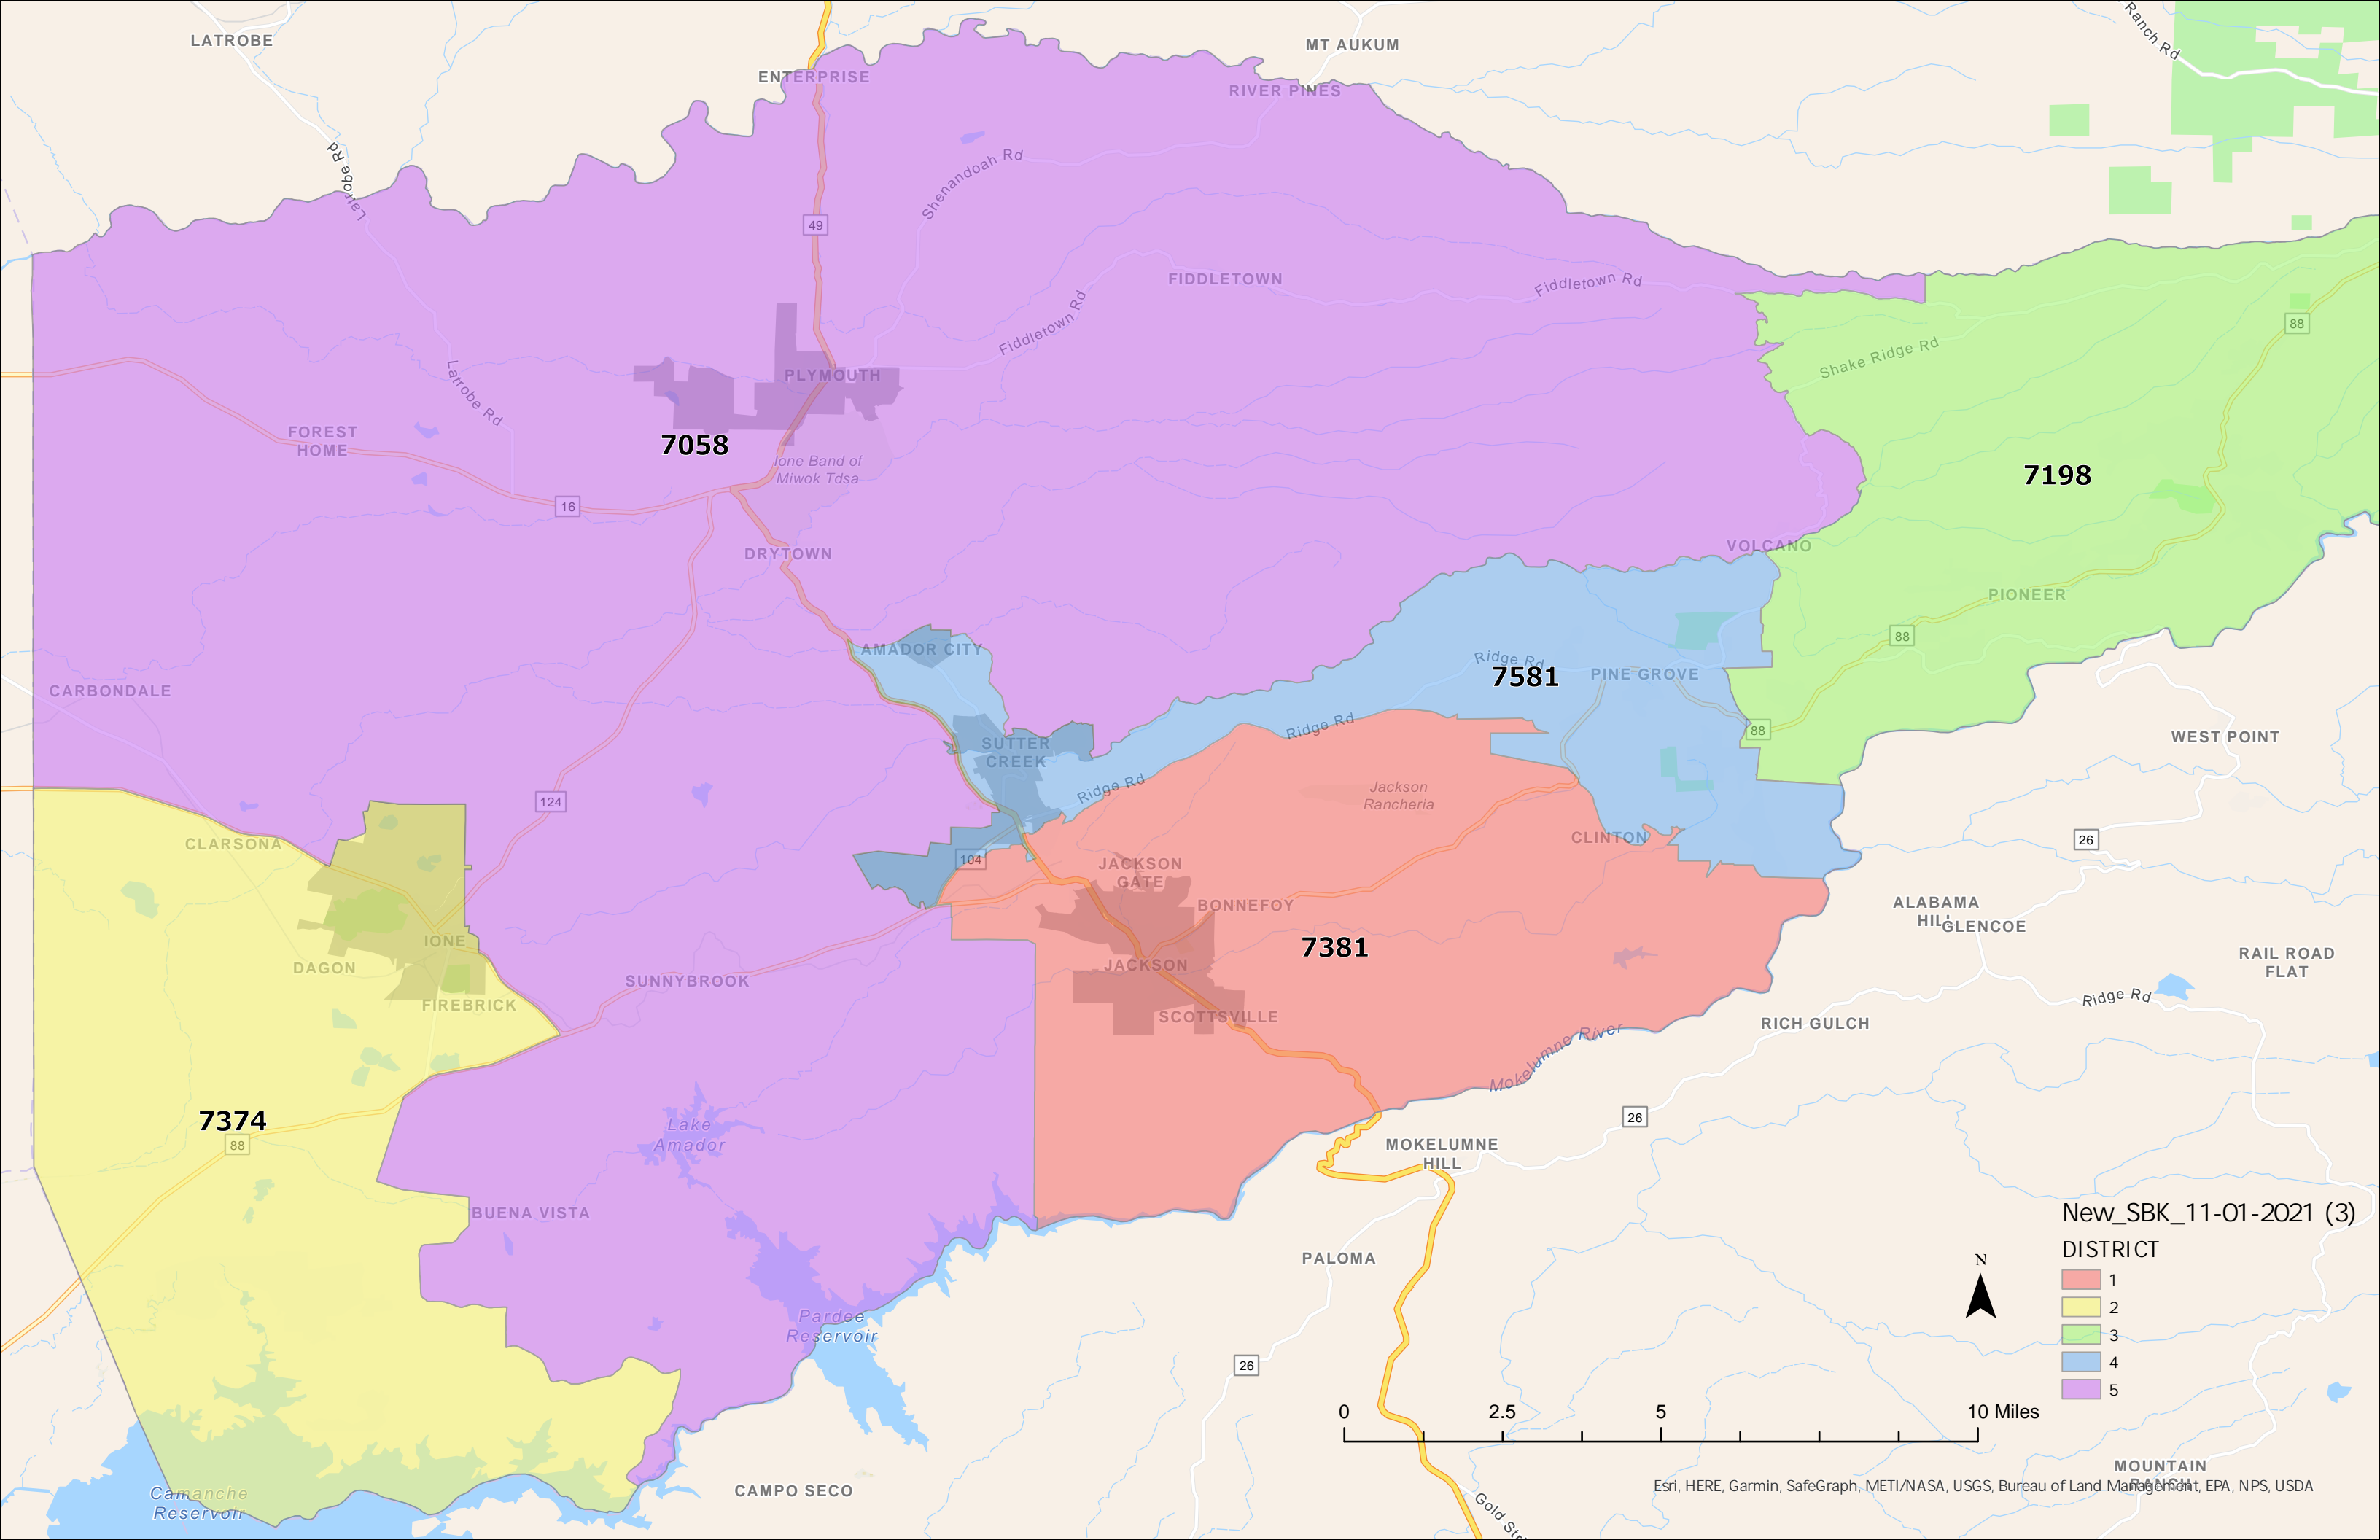 LATROBE
MT AUKUM
Ranch Rd
ENTERPRISE
RIVER PINES
Latrobe Rd
Shenandoah Rd
49
FIDDLETOWN
Fiddletown Rd
Fiddletown Rd
88
Shake Ridge Rd
PLYMOUTH
Latrobe Rd
FOREST
HOME
7058
Ione Band of
Miwok Tdsa
7198
16
DRYTOWN
VOLCANO
PIONEER
88
AMADOR CITY
Ridge Rd
7581
PINE GROVE
CARBONDALE
Ridge Rd
88
WEST POINT
SUTTER
CREEK
Ridge Rd
Jackson
Rancheria
124
CLARSONA
CLINTON
26
104
JACKSON
GATE
BONNEFOY
ALABAMA
HILL
GLENCOE
IONE
7381
RAIL ROAD
FLAT
DAGON
JACKSON
SUNNYBROOK
FIREBRICK
SCOTTSVILLE
Ridge Rd
RICH GULCH
Mokelumne River
7374
88
Lake
Amador
26
MOKELUMNE
HILL
BUENA VISTA
PALOMA
New_SBK_11-01-2021 (3)
DISTRICT
N
1
2
3
4
5
Pardee
Reservoir
26
0 2.5 5 10 Miles
MOUNTAIN
RANCH
Esri, HERE, Garmin, SafeGraph, METI/NASA, USGS, Bureau of Land Management, EPA, NPS, USDA
CAMPO SECO
Camanche
Reservoir
Gold Stri